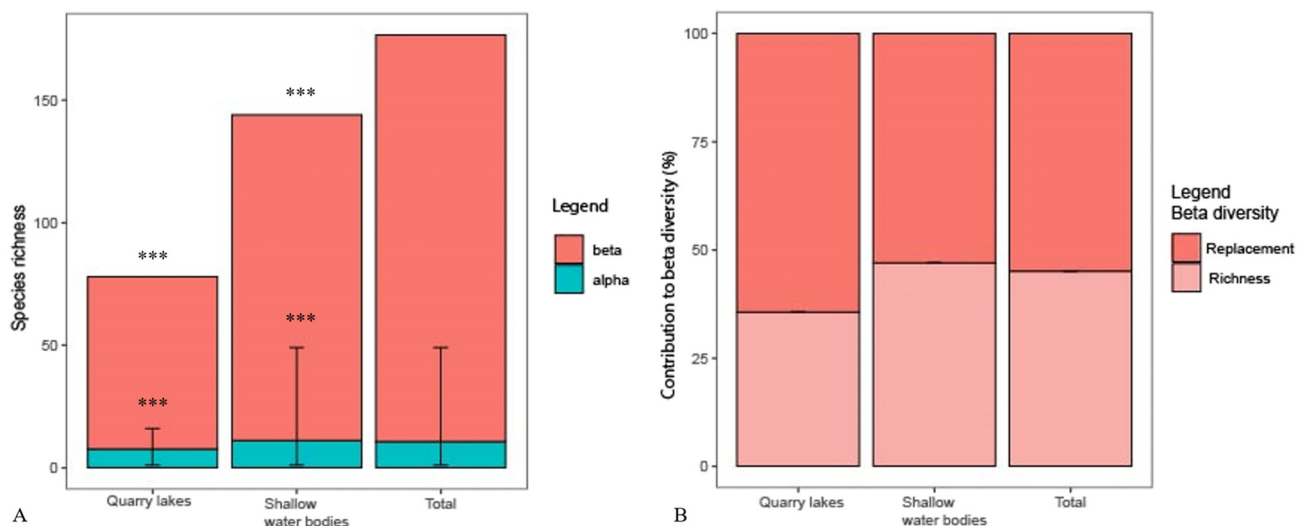 150
100
50
0
Species richness
***
***
***
***
Quarry lakes
Shallow
water bodies
Total
Legend
beta
alpha
A
100
75
50
25
0
Contribution to beta diversity (%)
Quarry lakes
Shallow
water bodies
Total
Legend
Beta diversity
Replacement
Richness
B